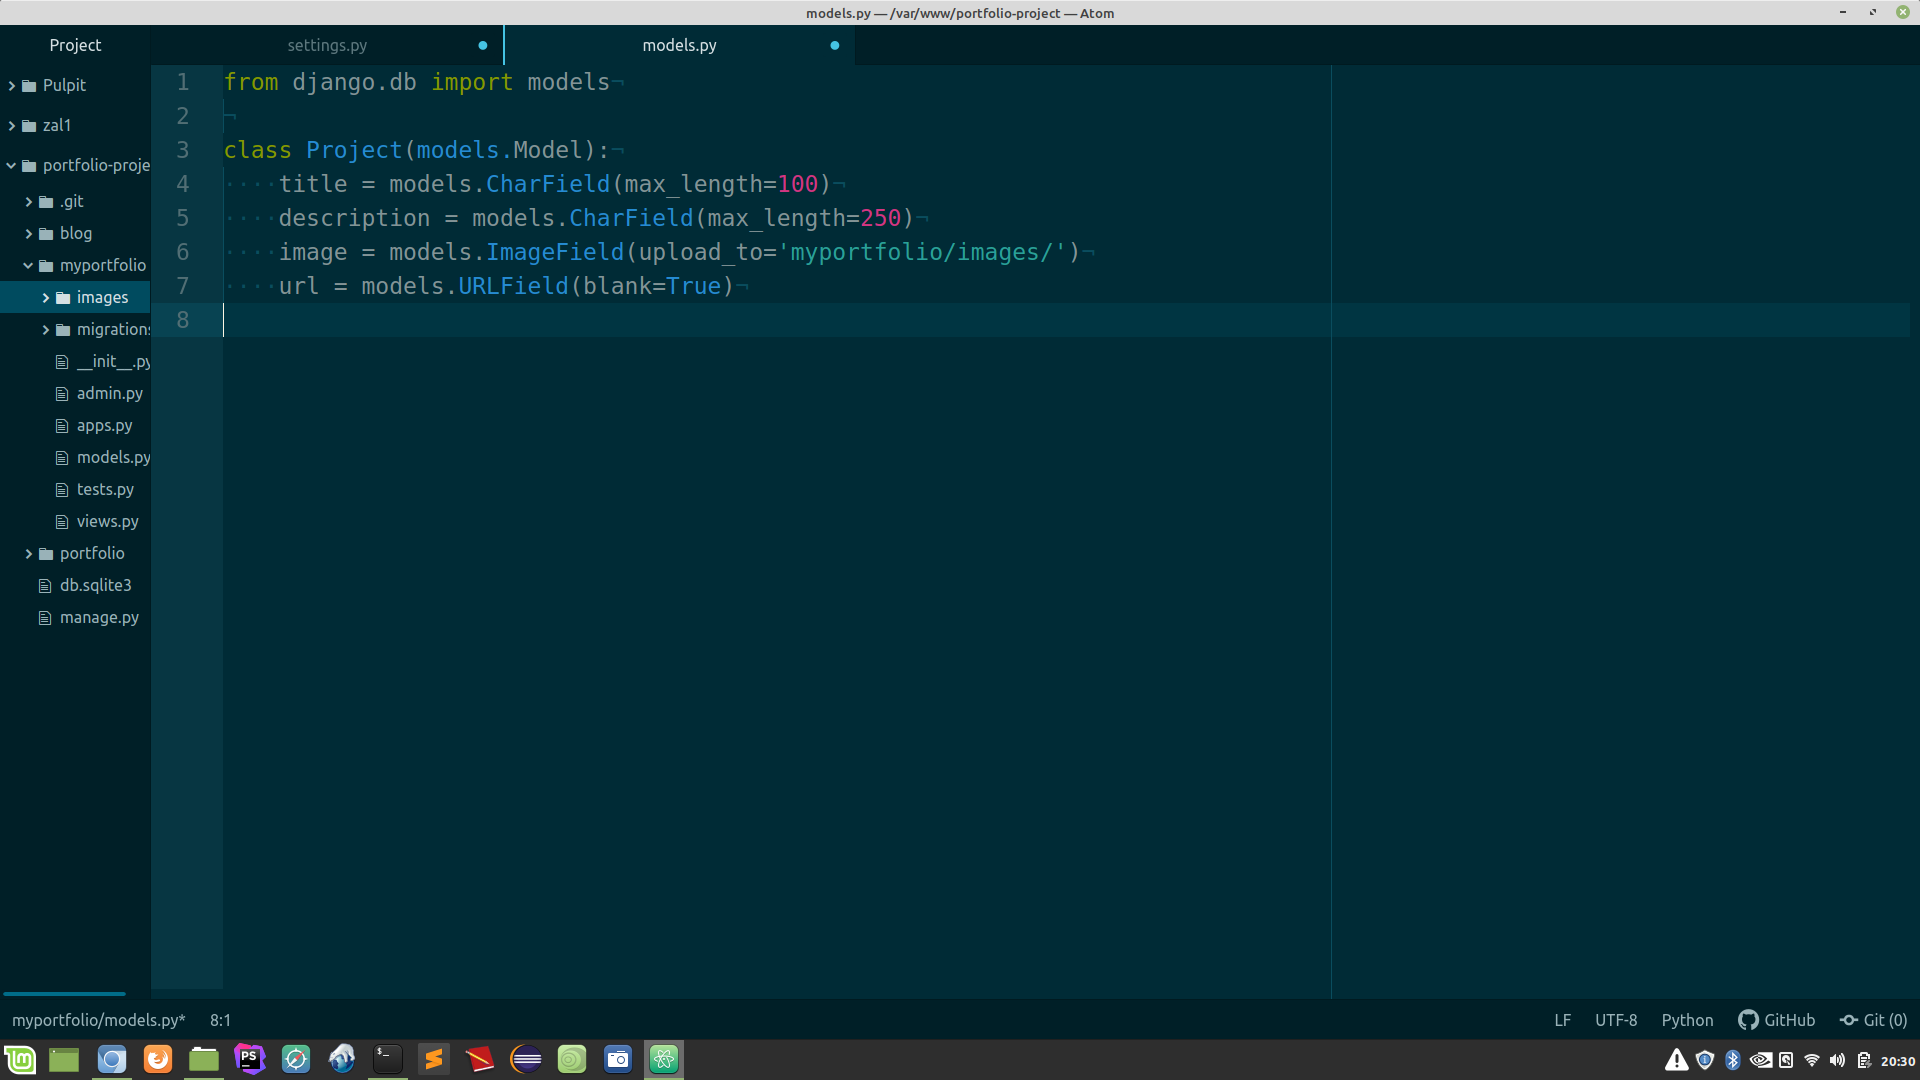 models.py — /var/www/portfolio-project — Atom
Project
settings.py
models.py
Pulpit
zal1
portfolio-proje
.git
blog
myportfolio
images
migrations
__init__.py
admin.py
apps.py
models.py
tests.py
views.py
portfolio
db.sqlite3
manage.py
1 from django.db import models¬
2 ¬
3 class Project(models.Model):¬
4 ····title = models.CharField(max_length=100)¬
5 ····description = models.CharField(max_length=250)¬
6 ····image = models.ImageField(upload_to='myportfolio/images/')¬
7 ····url = models.URLField(blank=True)¬
8
myportfolio/models.py* 8:1
LF UTF-8 Python GitHub Git (0)
PS
20:30